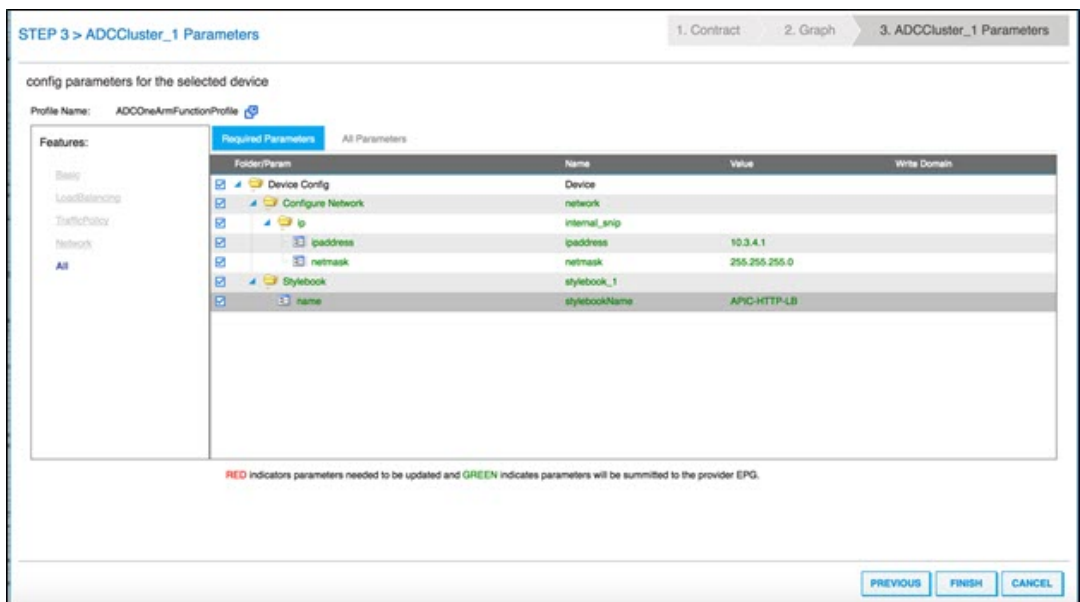 STEP 3 > ADCCluster_1 Parameters
1. Contract 2. Graph 3. ADCCluster_1 Parameters
config parameters for the selected device
Profile Name: ADCOneArmFunctionProfile
Features:
Basic
LoadBalancing
TrafficPolicy
Network
All
Required Parameters All Parameters
Folder/Param Name Value Write Domain
Device Config Device
Configure Network network
ip internal_snip
ipaddress ipaddress 10.3.4.1
netmask netmask 255.255.255.0
Stylebook stylebook_1
name stylebookName APIC-HTTP-LB
RED indicators parameters needed to be updated and GREEN indicates parameters will be summitted to the provider EPG.
PREVIOUS FINISH CANCEL